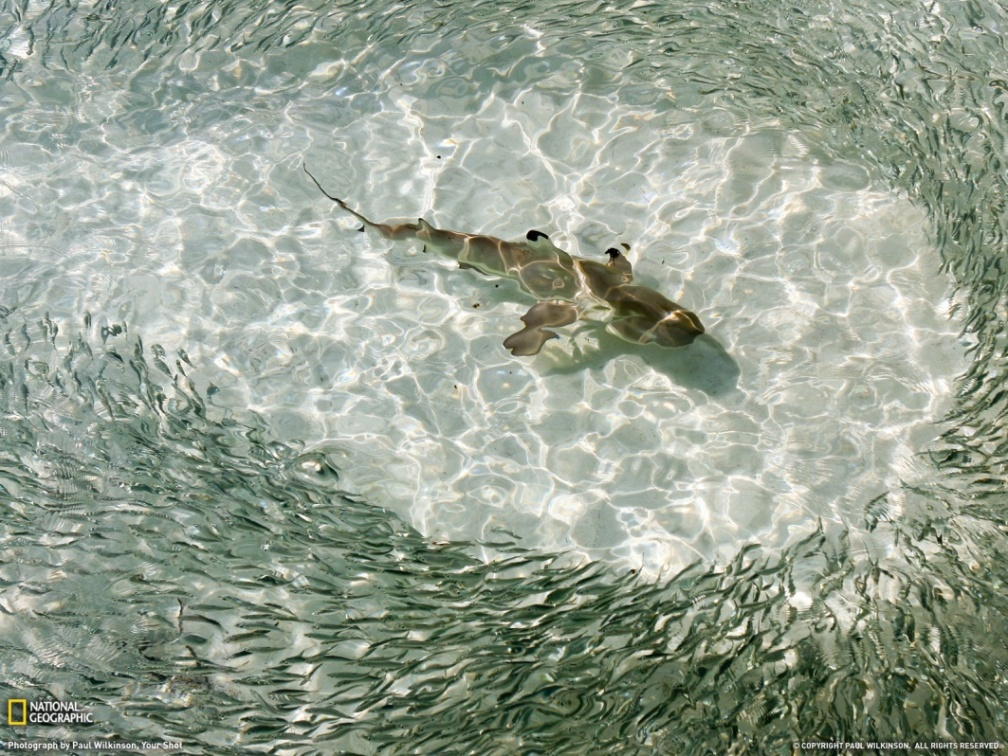 NATIONAL
GEOGRAPHIC
Photograph by Paul Wilkinson, Your Shot
© COPYRIGHT PAUL WILKINSON. ALL RIGHTS RESERVED.